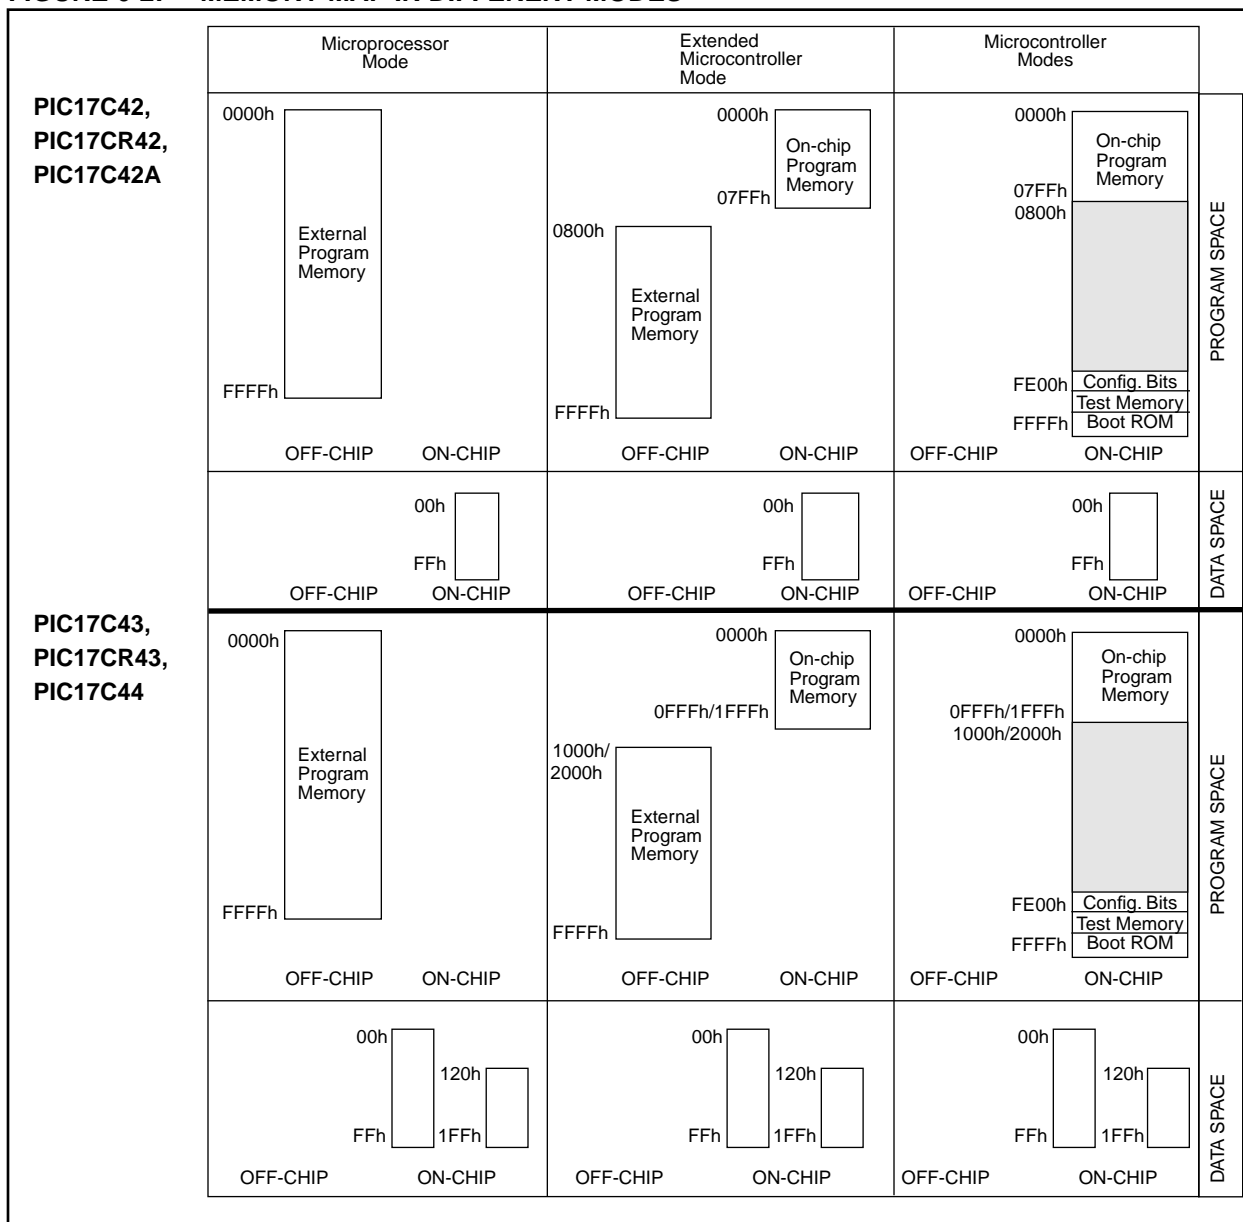 Microprocessor
Mode
Extended
Microcontroller
Mode
Microcontroller
Modes
PIC17C42,
PIC17CR42,
PIC17C42A
0000h
External
Program
Memory
FFFFh
OFF-CHIP ON-CHIP
0000h
On-chip
Program
Memory
07FFh
0800h
External
Program
Memory
FFFFh
OFF-CHIP ON-CHIP
0000h
On-chip
Program
Memory
07FFh
0800h
FE00h Config. Bits
Test Memory
FFFFh Boot ROM
OFF-CHIP ON-CHIP
PROGRAM SPACE
00h
FFh
OFF-CHIP ON-CHIP
00h
FFh
OFF-CHIP ON-CHIP
00h
FFh
OFF-CHIP ON-CHIP
DATA SPACE
PIC17C43,
PIC17CR43,
PIC17C44
0000h
External
Program
Memory
FFFFh
OFF-CHIP ON-CHIP
0000h
On-chip
Program
Memory
0FFFh/1FFFh
1000h/
2000h
External
Program
Memory
FFFFh
OFF-CHIP ON-CHIP
0000h
On-chip
Program
Memory
0FFFh/1FFFh
1000h/2000h
FE00h Config. Bits
Test Memory
FFFFh Boot ROM
OFF-CHIP ON-CHIP
PROGRAM SPACE
00h
120h
FFh 1FFh
OFF-CHIP ON-CHIP
00h
120h
FFh 1FFh
OFF-CHIP ON-CHIP
00h
120h
FFh 1FFh
OFF-CHIP ON-CHIP
DATA SPACE